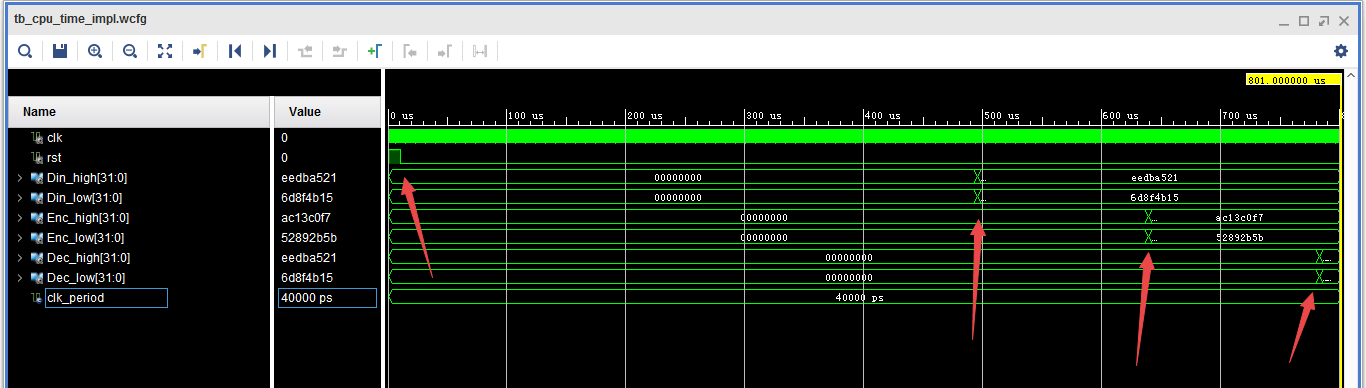 tb_cpu_time_impl.wcfg
801.000000 us
Name Value
0 us 100 us 200 us 300 us 400 us 500 us 600 us 700 us
clk 0
rst 0
Din_high[31:0] eedba521 00000000 ... eedba521
Din_low[31:0] 6d8f4b15 00000000 ... 6d8f4b15
Enc_high[31:0] ac13c0f7 00000000 ... ac13c0f7
Enc_low[31:0] 52892b5b 00000000 ... 52892b5b
Dec_high[31:0] eedba521 00000000 ...
Dec_low[31:0] 6d8f4b15 00000000 ...
clk_period 40000 ps 40000 ps